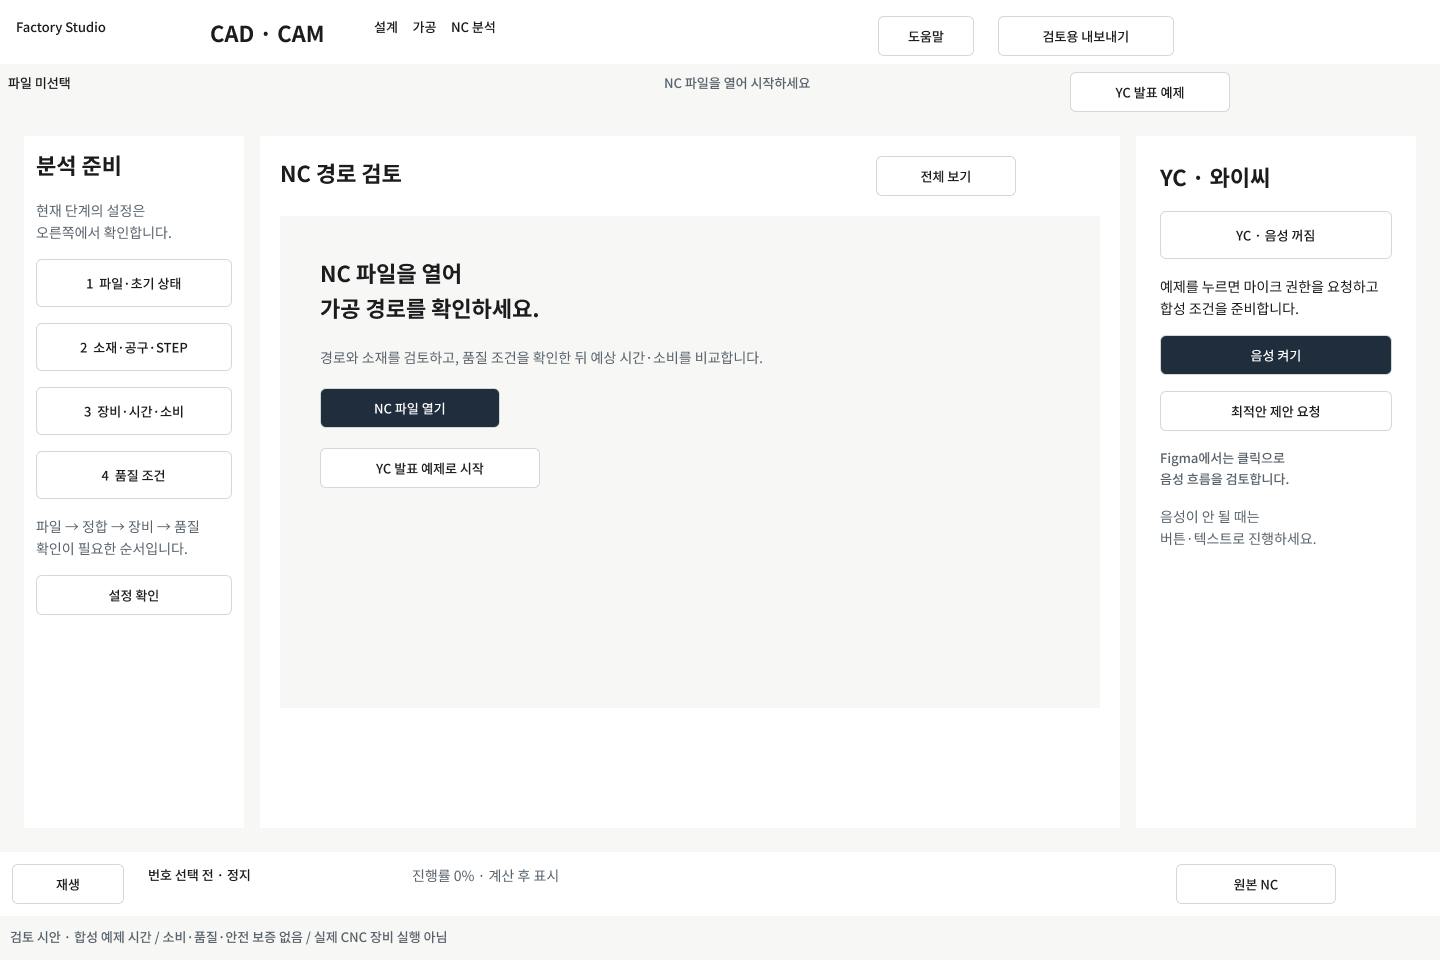 Factory Studio
CAD · CAM
설계 가공 NC 분석
도움말
검토용 내보내기
파일 미선택
NC 파일을 열어 시작하세요
YC 발표 예제
분석 준비
현재 단계의 설정은
오른쪽에서 확인합니다.
1 파일·초기 상태
2 소재·공구·STEP
3 장비·시간·소비
4 품질 조건
파일 → 정합 → 장비 → 품질
확인이 필요한 순서입니다.
설정 확인
NC 경로 검토
전체 보기
NC 파일을 열어
가공 경로를 확인하세요.
경로와 소재를 검토하고, 품질 조건을 확인한 뒤 예상 시간·소비를 비교합니다.
NC 파일 열기
YC 발표 예제로 시작
YC · 와이씨
YC · 음성 꺼짐
예제를 누르면 마이크 권한을 요청하고
합성 조건을 준비합니다.
음성 켜기
최적안 제안 요청
Figma에서는 클릭으로
음성 흐름을 검토합니다.
음성이 안 될 때는
버튼·텍스트로 진행하세요.
재생
번호 선택 전 · 정지
진행률 0% · 계산 후 표시
원본 NC
검토 시안 · 합성 예제 시간 / 소비·품질·안전 보증 없음 / 실제 CNC 장비 실행 아님